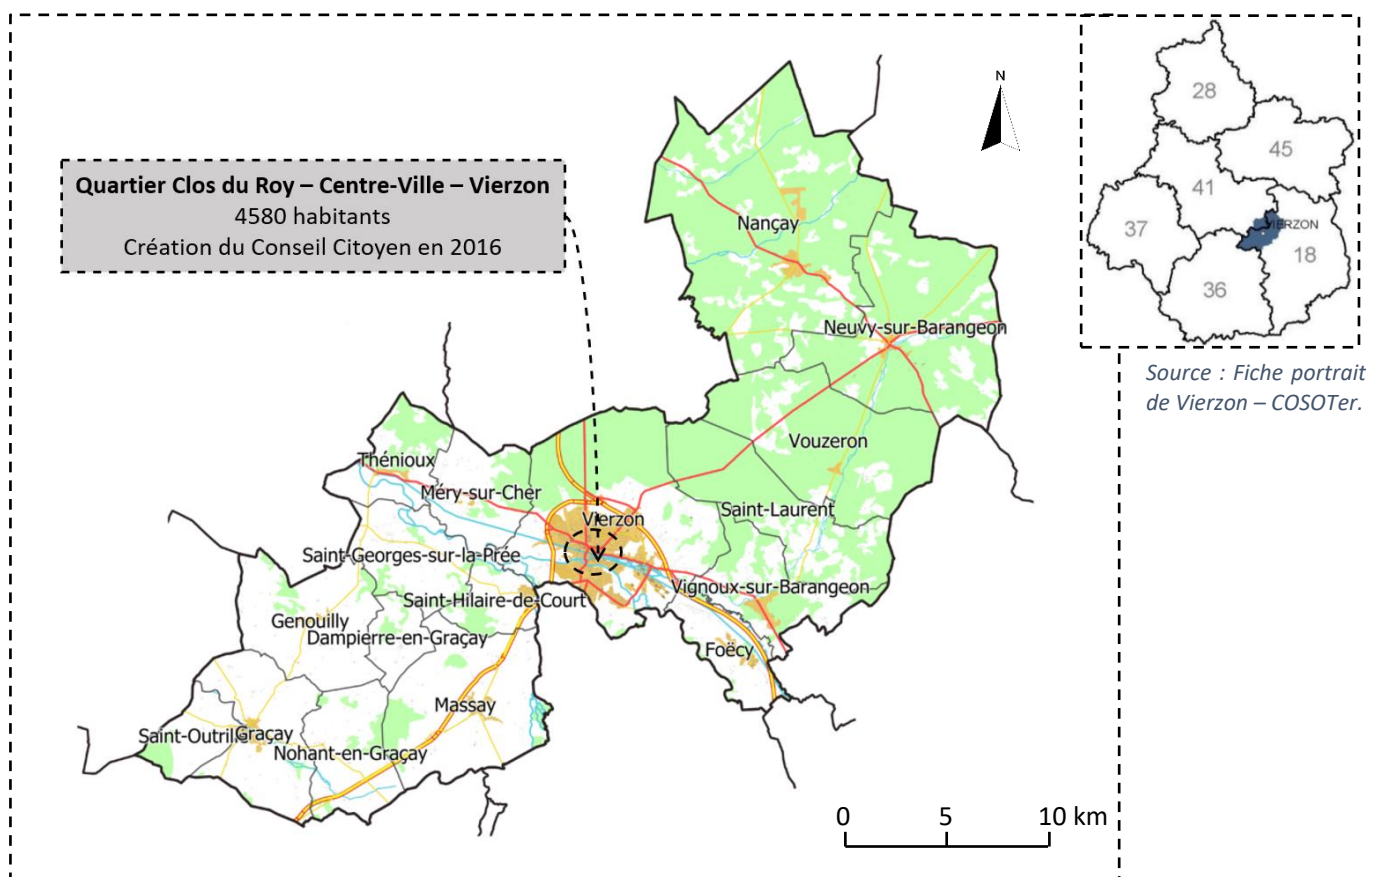 N
28
45
41
37
VIERZON
18
36
Quartier Clos du Roy – Centre-Ville – Vierzon
4580 habitants
Création du Conseil Citoyen en 2016
Nançay
Neuvy-sur-Barangeon
Source : Fiche portrait
de Vierzon – COSOTer.
Vouzeron
Thénioux
Méry-sur-Cher
Saint-Laurent
Vierzon
Saint-Georges-sur-la-Prée
Vignoux-sur-Barangeon
Saint-Hilaire-de-Court
Genouilly
Dampierre-en-Graçay
Foëcy
Massay
Saint-Outril
Graçay
Nohant-en-Graçay
0 5 10 km